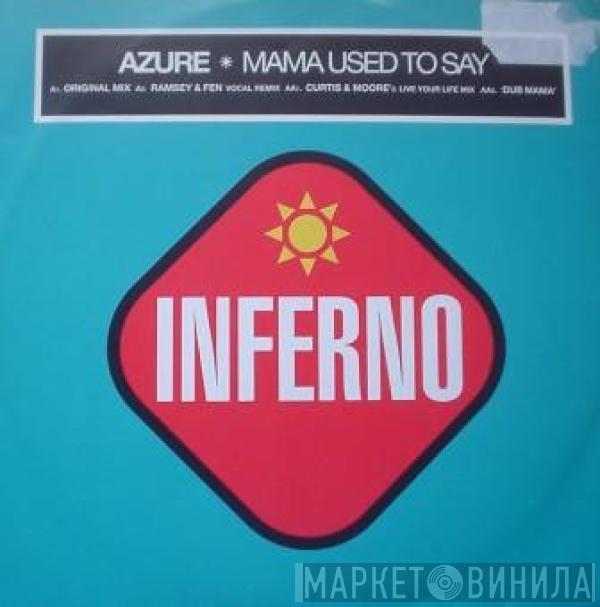 AZURE * MAMA USED TO SAY
A1. ORIGINAL MIX A2. RAMSEY & FEN VOCAL REMIX AA1. CURTIS & MOORE's LIVE YOUR LIFE MIX AA2. 'DUB MAMA'
INFERNO
МАРКЕТ ВИНИЛА